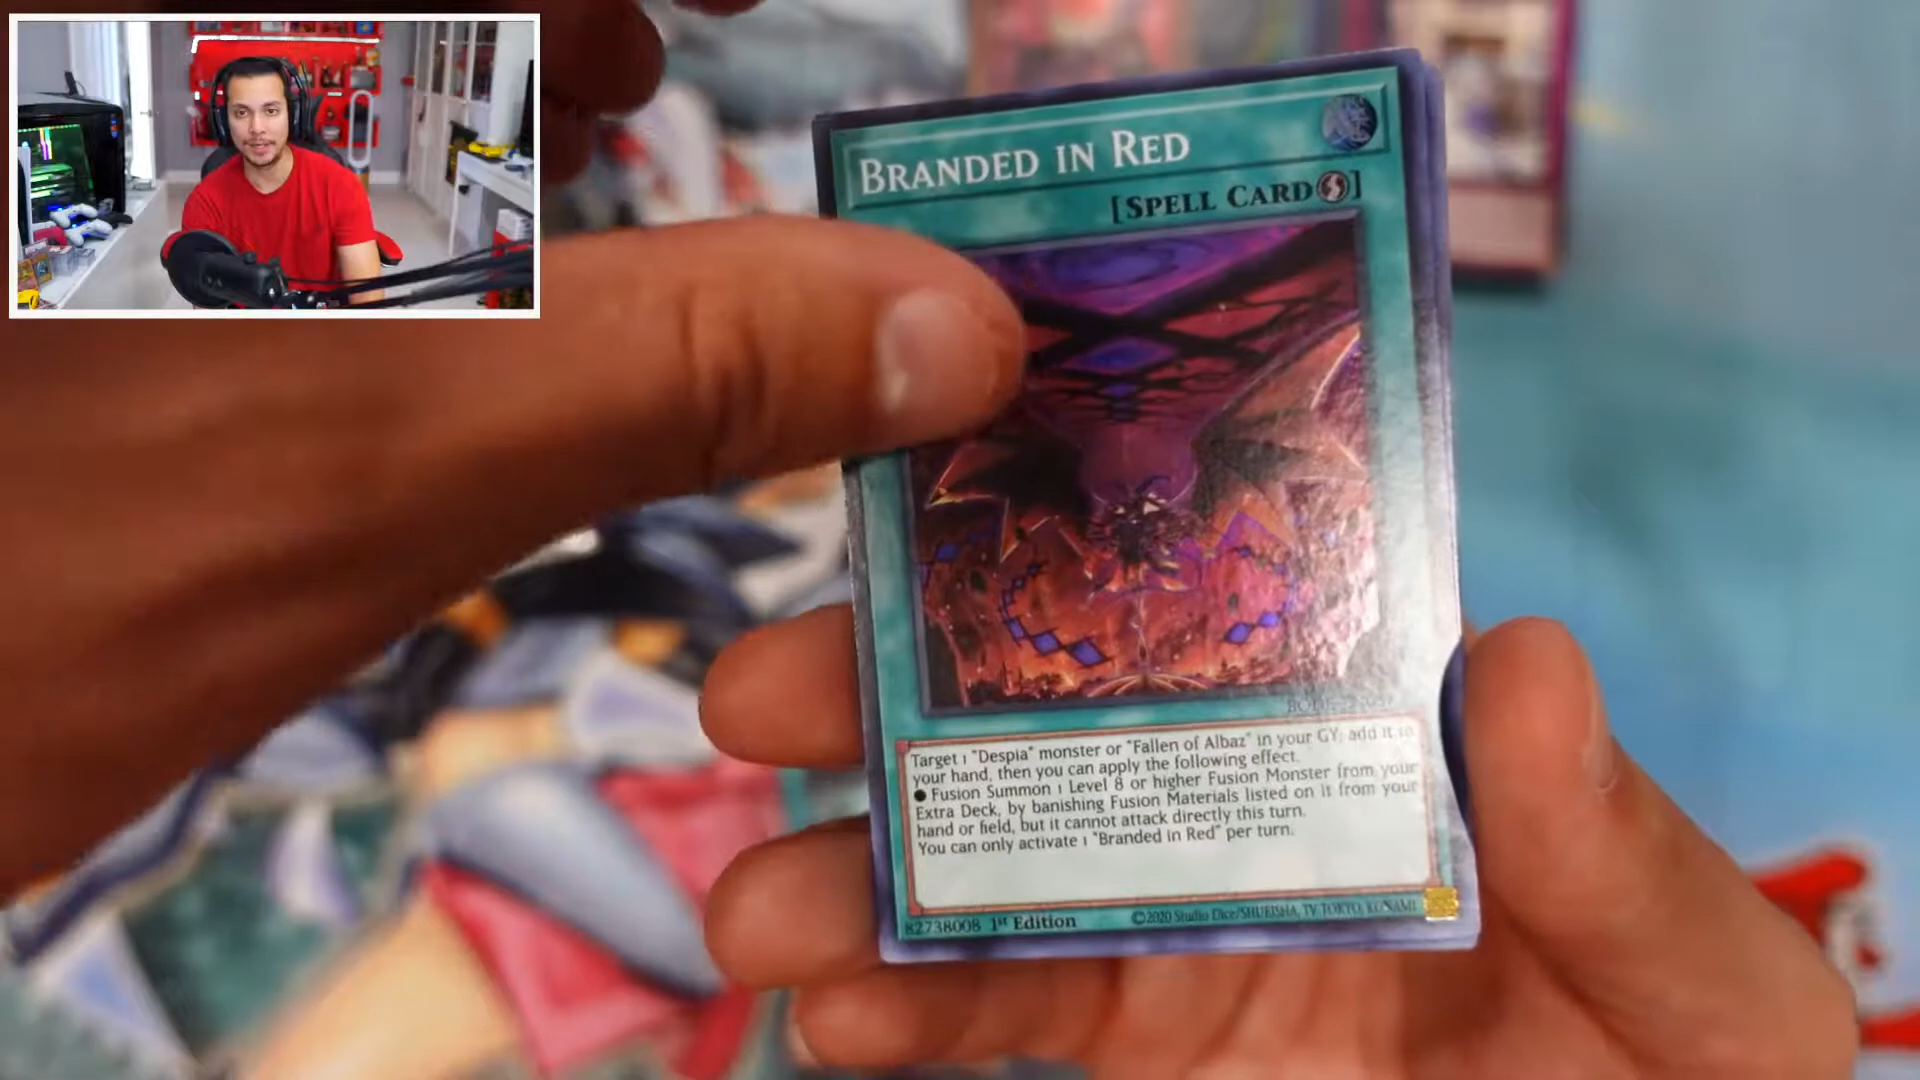 BRANDED IN RED
[SPELL CARD]
Target 1 "Despia" monster or "Fallen of Albaz" in your GY; add it to
your hand, then you can apply the following effect.
● Fusion Summon 1 Level 8 or higher Fusion Monster from your
Extra Deck, by banishing Fusion Materials listed on it from your
hand or field, but it cannot attack directly this turn.
You can only activate 1 "Branded in Red" per turn.
82738008 1st Edition
©2020 Studio Dice/SHUEISHA, TV TOKYO, KONAMI